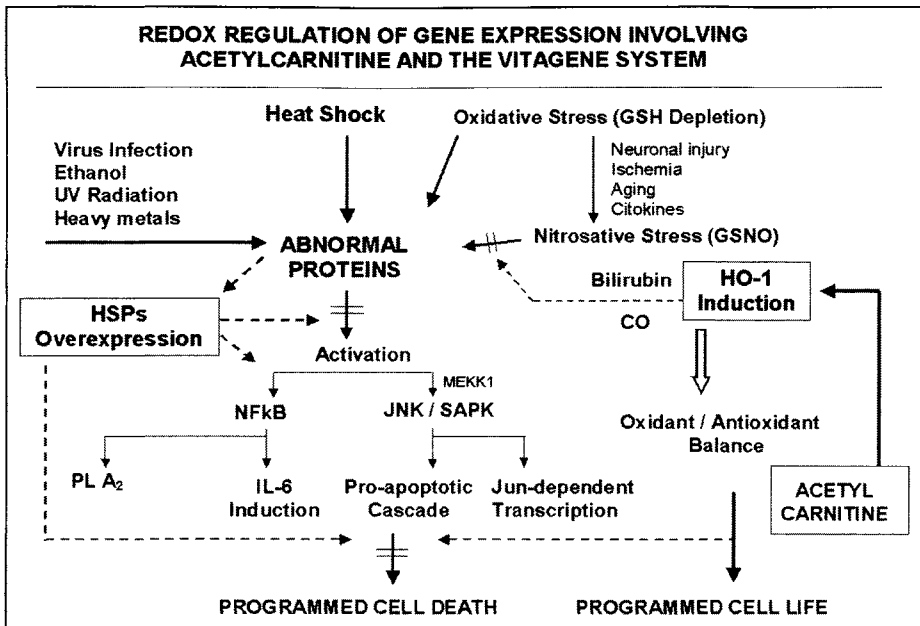 REDOX REGULATION OF GENE EXPRESSION INVOLVING
ACETYLCARNITINE AND THE VITAGENE SYSTEM
Heat Shock
Oxidative Stress (GSH Depletion)
Virus Infection
Ethanol
UV Radiation
Heavy metals
Neuronal injury
Ischemia
Aging
Citokines
ABNORMAL
PROTEINS
Nitrosative Stress (GSNO)
Bilirubin
CO
HO-1
Induction
HSPs
Overexpression
Activation
MEKK1
NFkB
JNK / SAPK
Oxidant / Antioxidant
Balance
PL A₂
IL-6
Induction
Pro-apoptotic
Cascade
Jun-dependent
Transcription
ACETYL
CARNITINE
PROGRAMMED CELL DEATH
PROGRAMMED CELL LIFE